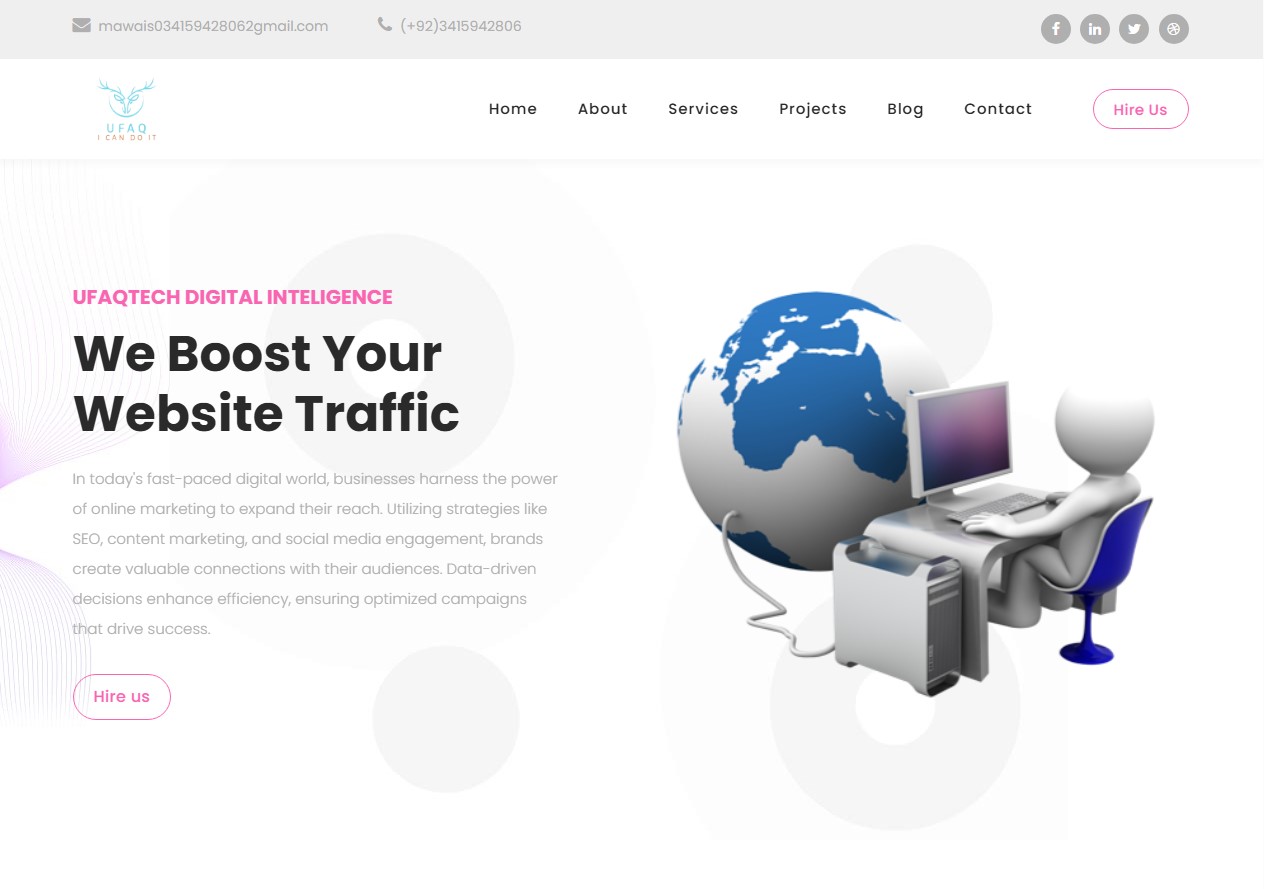 mawais034159428062gmail.com (+92)3415942806
UFAQ
I CAN DO IT
Home About Services Projects Blog Contact Hire Us
UFAQTECH DIGITAL INTELIGENCE
We Boost Your
Website Traffic
In today's fast-paced digital world, businesses harness the power
of online marketing to expand their reach. Utilizing strategies like
SEO, content marketing, and social media engagement, brands
create valuable connections with their audiences. Data-driven
decisions enhance efficiency, ensuring optimized campaigns
that drive success.
Hire us